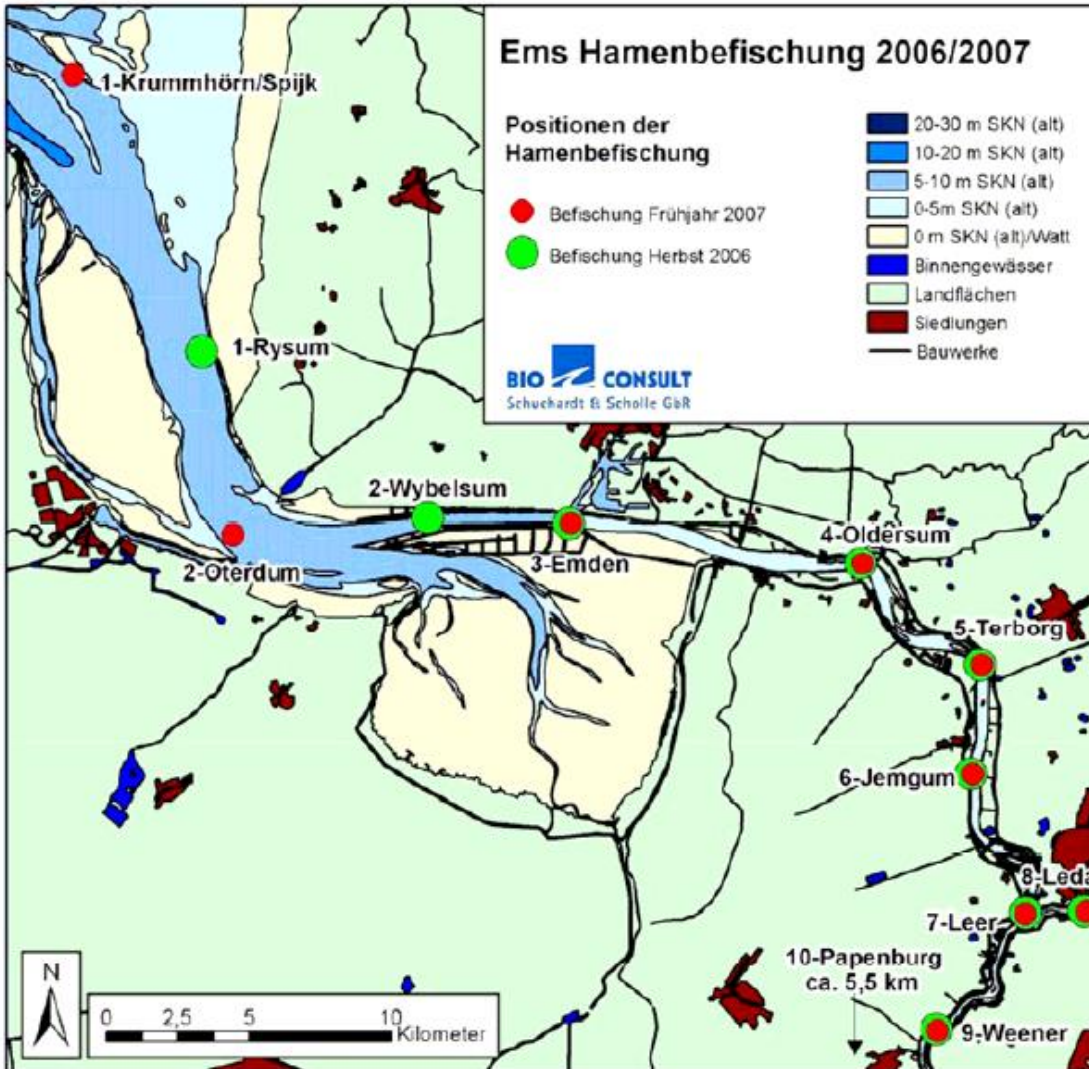 Ems Hamenbefischung 2006/2007
Positionen der
Hamenbefischung
Befischung Frühjahr 2007
Befischung Herbst 2006
20-30 m SKN (alt)
10-20 m SKN (alt)
5-10 m SKN (alt)
0-5m SKN (alt)
0 m SKN (alt)/Watt
Binnengewässer
Landflächen
Siedlungen
Bauwerke
BIO CONSULT
Schuchardt & Scholle GbR
1-Krummhörn/Spijk
1-Rysum
2-Wybelsum
2-Oterdum
3-Emden
4-Oldersum
5-Terborg
6-Jemgum
8-Leda
7-Leer
10-Papenburg
ca. 5,5 km
9-Weener
N
0 2,5 5 10
Kilometer